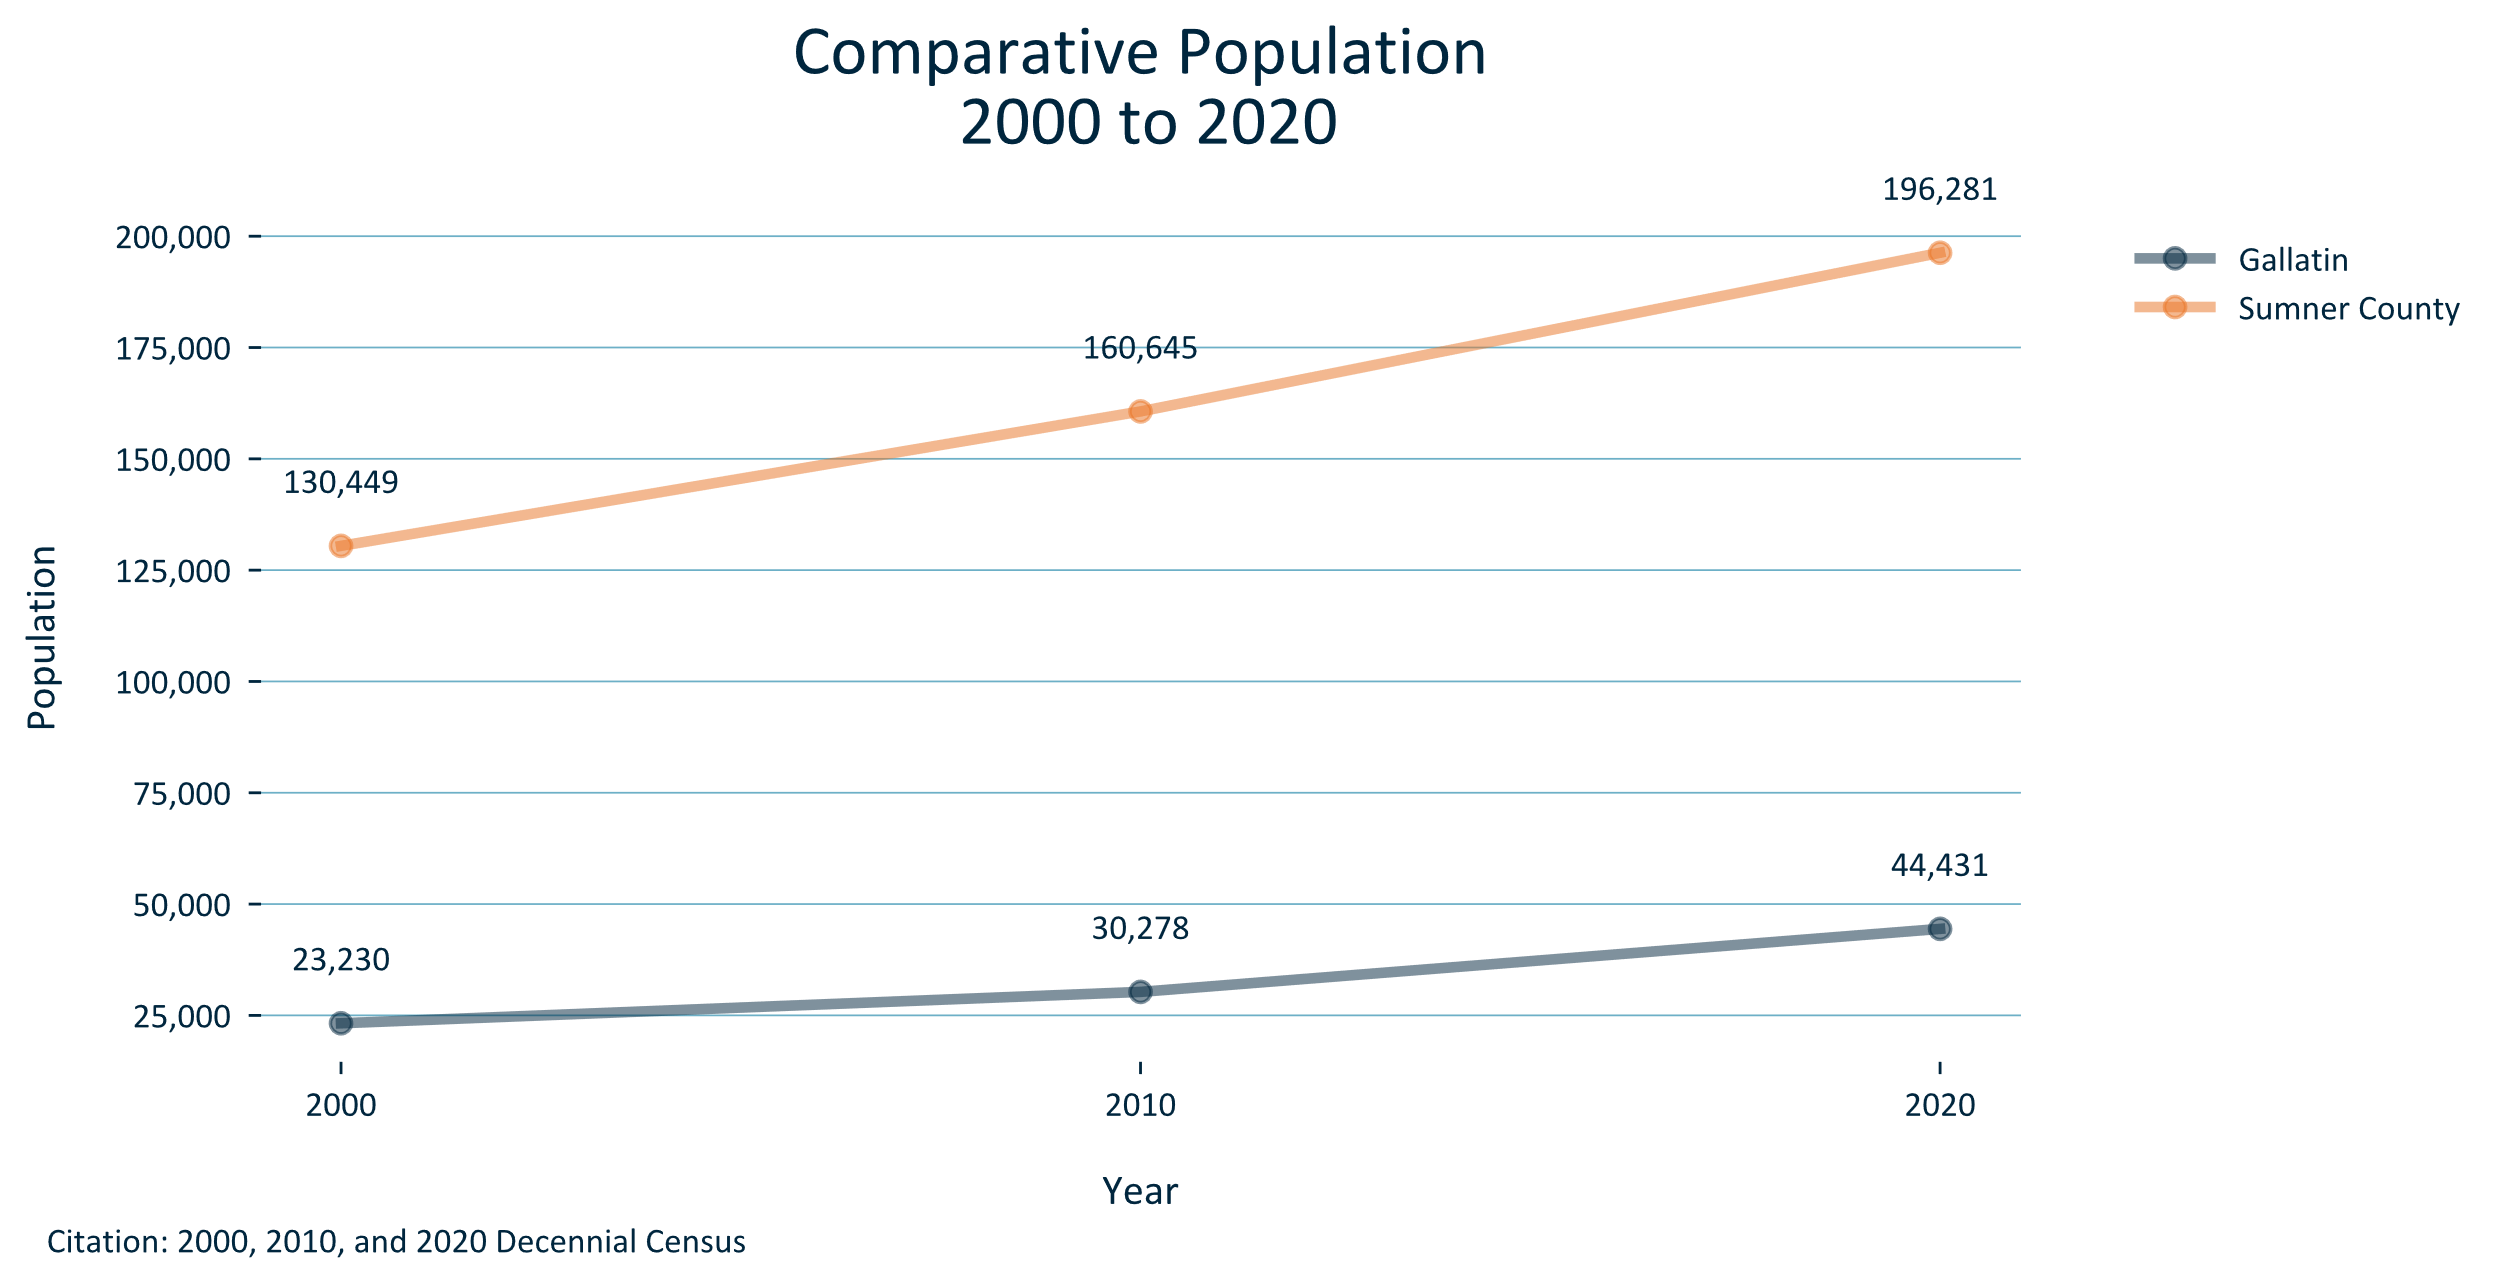 Comparative Population
2000 to 2020
196,281
200,000
Gallatin
Sumner County
160,645
175,000
150,000
130,449
125,000
Population
100,000
75,000
44,431
50,000
30,278
23,230
25,000
2000 2010 2020
Year
Citation: 2000, 2010, and 2020 Decennial Census